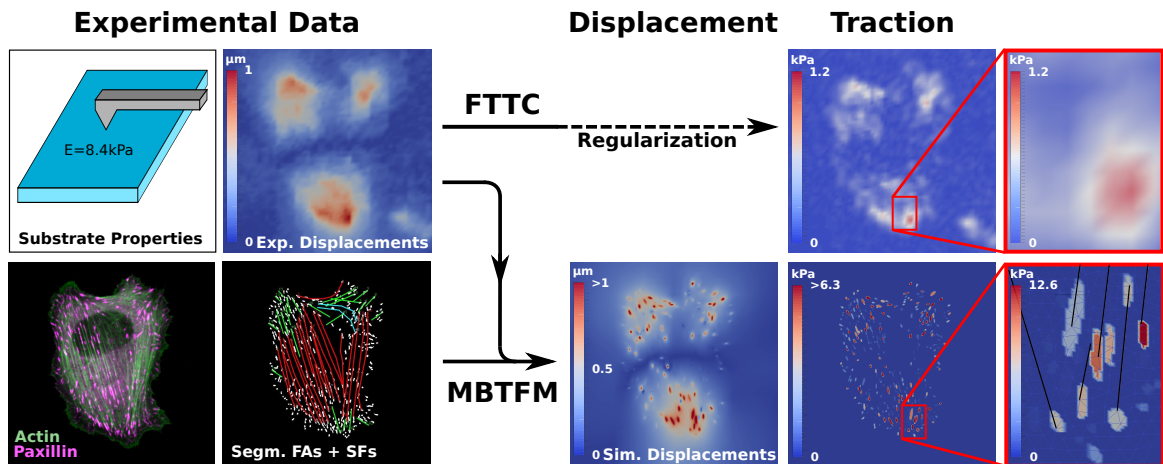 Experimental Data
Displacement
Traction
E=8.4kPa
Substrate Properties
µm
1
0
Exp. Displacements
FTTC
Regularization
kPa
1.2
0
kPa
1.2
0
Actin
Paxillin
Segm. FAs + SFs
MBTFM
µm
>1
0.5
0
Sim. Displacements
kPa
>6.3
0
kPa
12.6
0